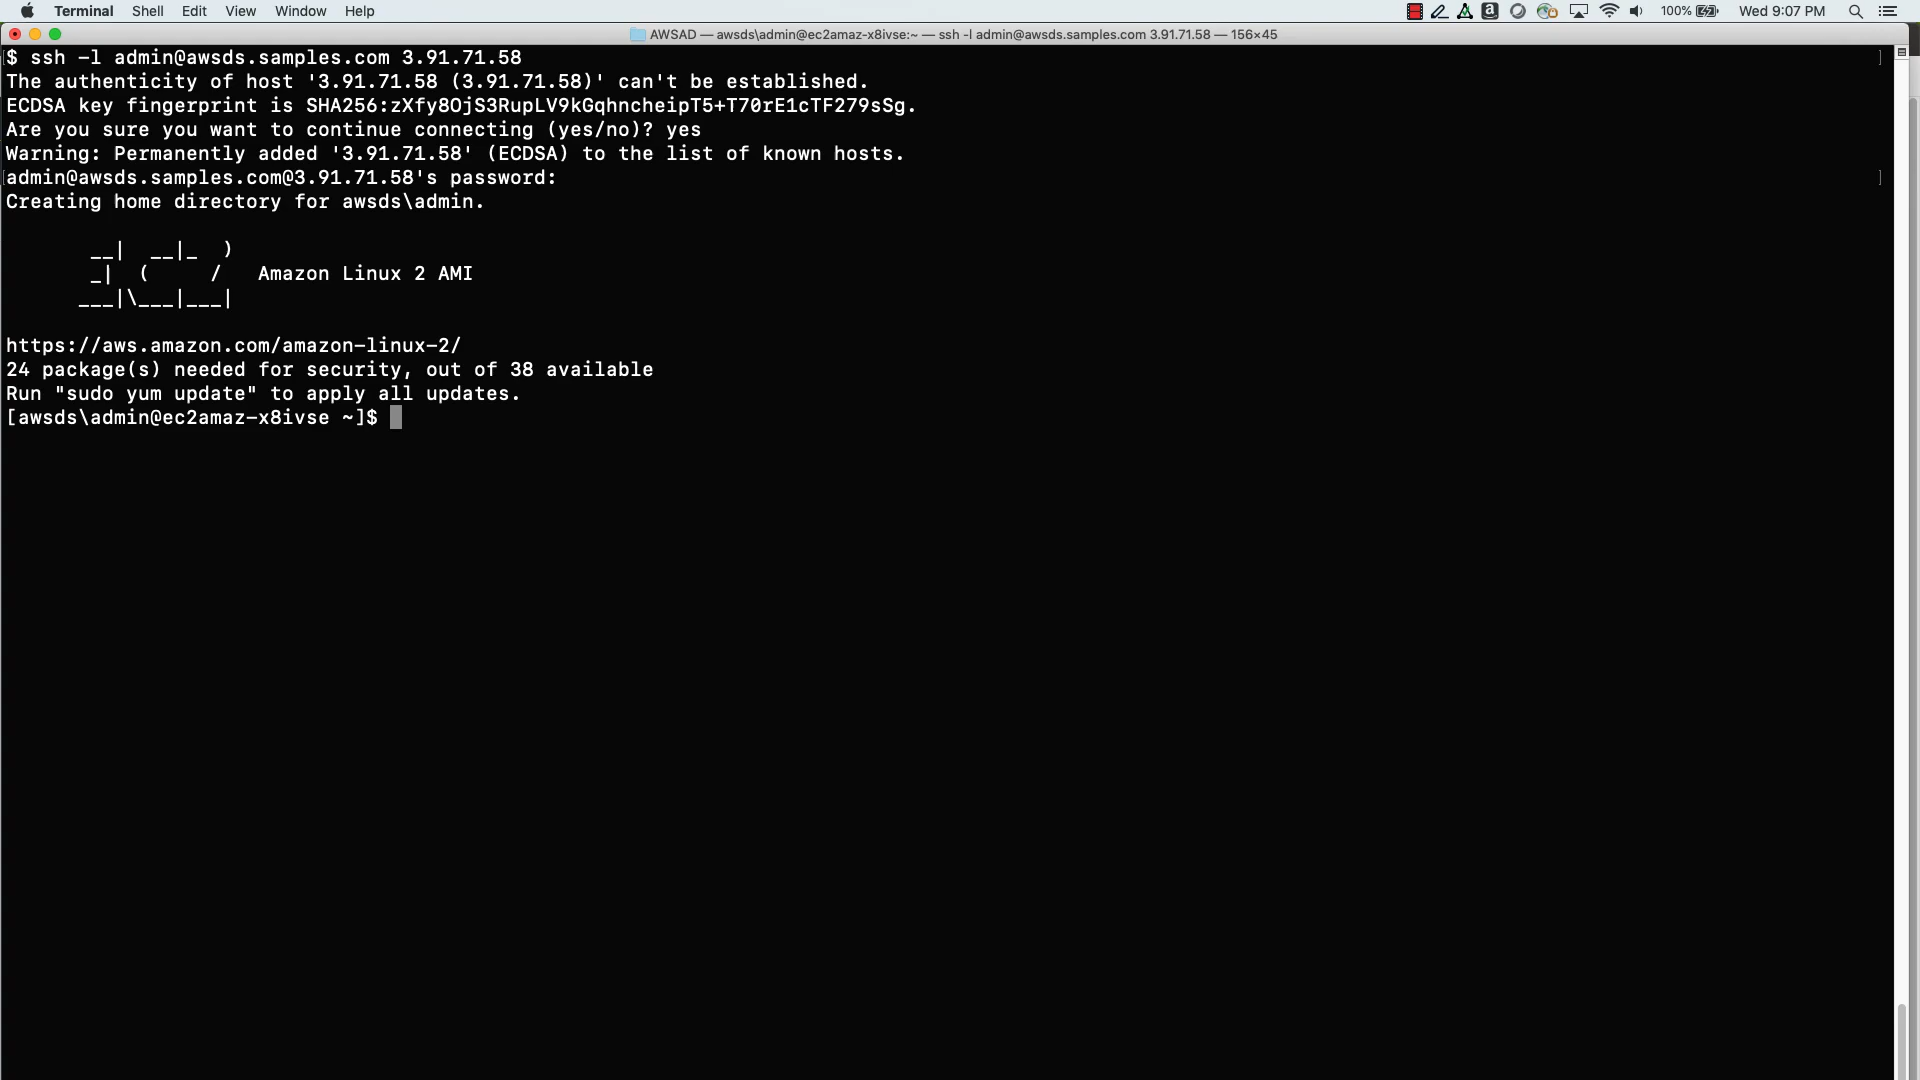 Terminal Shell Edit View Window Help 100% Wed 9:07 PM
AWSAD — awsds\admin@ec2amaz-x8ivse:~ — ssh -l admin@awsds.samples.com 3.91.71.58 — 156×45
$ ssh -l admin@awsds.samples.com 3.91.71.58
The authenticity of host '3.91.71.58 (3.91.71.58)' can't be established.
ECDSA key fingerprint is SHA256:zXfy8OjS3RupLV9kGqhncheipT5+T70rE1cTF279sSg.
Are you sure you want to continue connecting (yes/no)? yes
Warning: Permanently added '3.91.71.58' (ECDSA) to the list of known hosts.
admin@awsds.samples.com@3.91.71.58's password:
Creating home directory for awsds\admin.
       __|  __|_  )
       _|  (     /   Amazon Linux 2 AMI
      ___|\___|___|
https://aws.amazon.com/amazon-linux-2/
24 package(s) needed for security, out of 38 available
Run "sudo yum update" to apply all updates.
[awsds\admin@ec2amaz-x8ivse ~]$